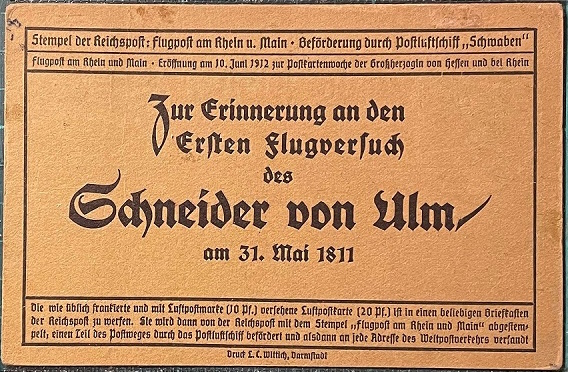 Stempel der Reichspost: Flugpost am Rhein u. Main · Beförderung durch Postluftschiff „Schwaben“
Flugpost am Rhein und Main · Eröffnung am 10. Juni 1912 zur Postkartenwoche der Großherzogin von Hessen und bei Rhein
Zur Erinnerung an den
Ersten Flugversuch
des
Schneider von Ulm
am 31. Mai 1811
Die wie üblich frankierte und mit Luftpostmarke (10 Pf.) versehene Luftpostkarte (20 Pf.) ist in einen beliebigen Briefkasten
der Reichspost zu werfen. Sie wird dann von der Reichspost mit dem Stempel „Flugpost am Rhein und Main“ abgestem-
pelt, einen Teil des Postweges durch das Postluftschiff befördert und alsdann an jede Adresse des Weltpostverkehrs versandt
Druck L. C. Wittich, Darmstadt